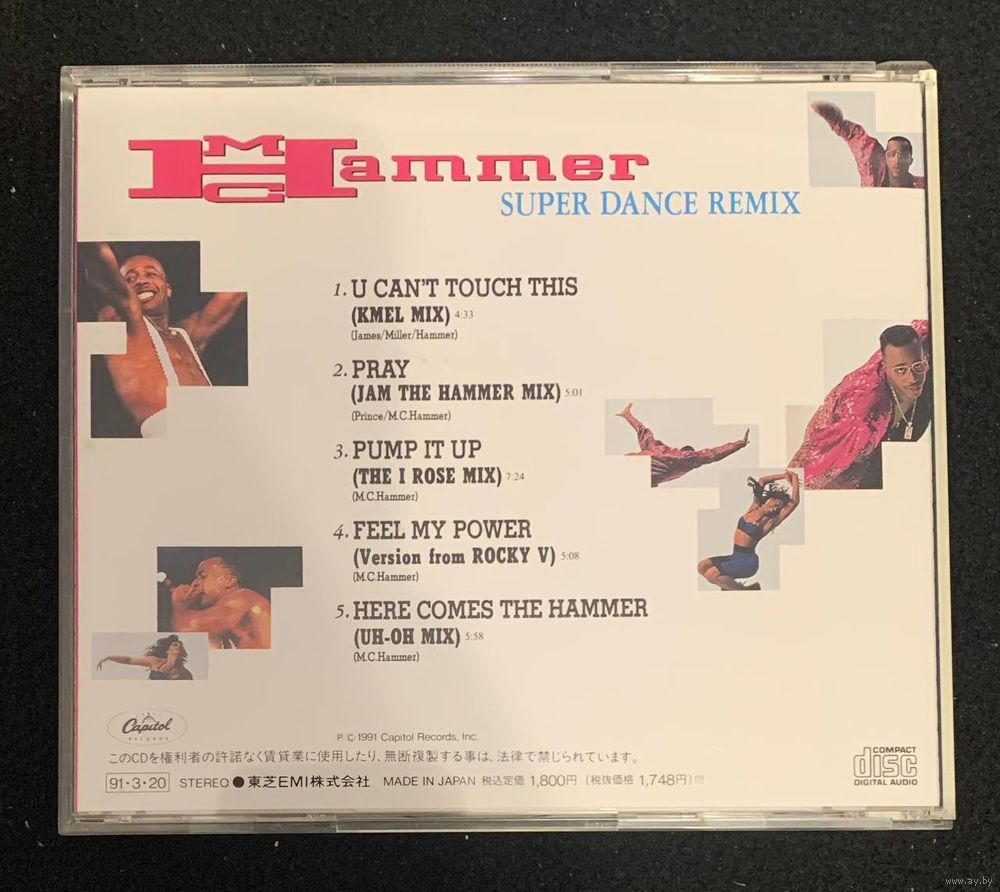 MC Hammer
SUPER DANCE REMIX
1. U CAN'T TOUCH THIS
(KMEL MIX) 4:33
(James/Miller/Hammer)
2. PRAY
(JAM THE HAMMER MIX) 5:01
(Prince/M.C.Hammer)
3. PUMP IT UP
(THE I ROSE MIX) 7:24
(M.C.Hammer)
4. FEEL MY POWER
(Version from ROCKY V) 5:08
(M.C.Hammer)
5. HERE COMES THE HAMMER
(UH-OH MIX) 5:58
(M.C.Hammer)
Capitol
RECORDS
P C 1991 Capitol Records, Inc.
このCDを権利者の許諾なく賃貸業に使用したり、無断複製する事は、法律で禁じられています。
91・3・20 STEREO ●東芝EMI株式会社 MADE IN JAPAN 税込定価 1,800円 (税抜価格 1,748円)
COMPACT
disc
DIGITAL AUDIO
www.ay.by